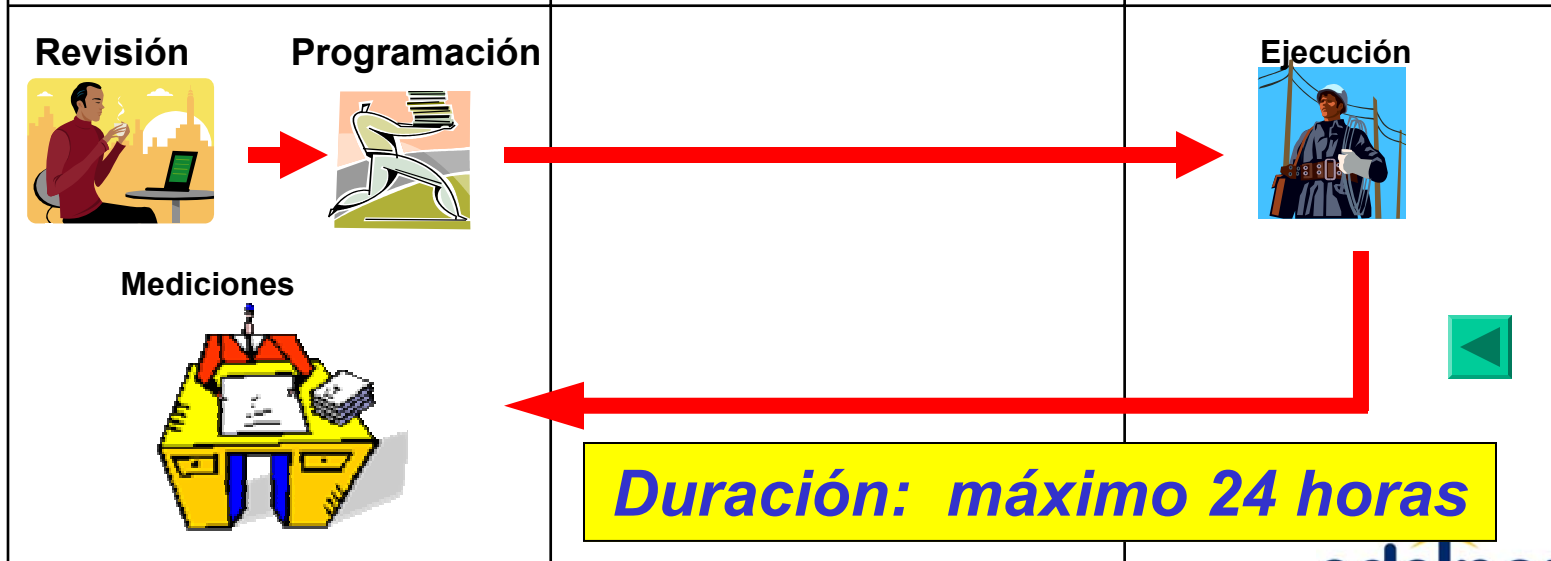 Revisión
Programación
Ejecución
Mediciones
Duración: máximo 24 horas